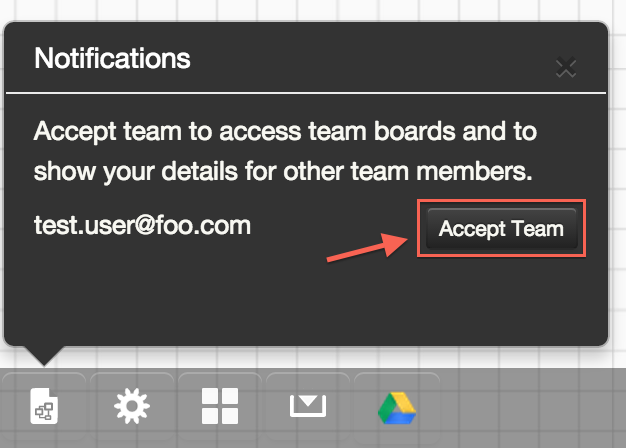 Notifications
Accept team to access team boards and to
show your details for other team members.
test.user@foo.com
Accept Team